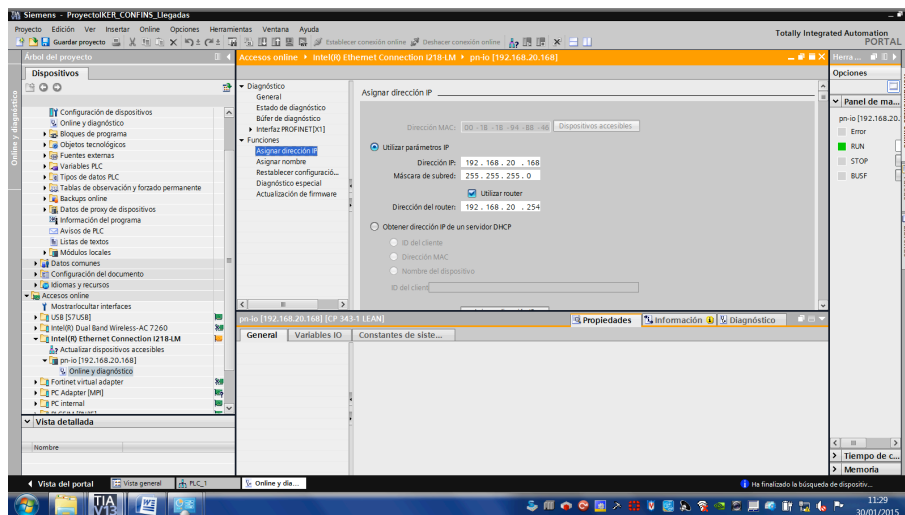 Siemens - ProyectoIKER_CONFINS_Llegadas
Proyecto Edición Ver Insertar Online Opciones Herramientas Ventana Ayuda
Totally Integrated Automation
PORTAL
Guardar proyecto
Establecer conexión online
Deshacer conexión online
Árbol del proyecto
Accesos online
Intel(R) Ethernet Connection I218-LM
pn-io [192.168.20.168]
Herra...
Dispositivos
Opciones
Online y diagnóstico
Configuración de dispositivos
Online y diagnóstico
Bloques de programa
Objetos tecnológicos
Fuentes externas
Variables PLC
Tipos de datos PLC
Tablas de observación y forzado permanente
Backups online
Datos de proxy de dispositivos
Información del programa
Avisos de PLC
Listas de textos
Módulos locales
Datos comunes
Configuración del documento
Idiomas y recursos
Accesos online
Mostrar/ocultar interfaces
USB [S7USB]
Intel(R) Dual Band Wireless-AC 7260
Intel(R) Ethernet Connection I218-LM
Actualizar dispositivos accesibles
pn-io [192.168.20.168]
Online y diagnóstico
Fortinet virtual adapter
PC Adapter [MPI]
PC internal
Vista detallada
Nombre
Diagnóstico
General
Estado de diagnóstico
Búfer de diagnóstico
Interfaz PROFINET[X1]
Funciones
Asignar dirección IP
Asignar nombre
Restablecer configuració...
Diagnóstico especial
Actualización de firmware
Asignar dirección IP
Dirección MAC: 00 -1B -1B -94 -8B -46 Dispositivos accesibles
Utilizar parámetros IP
Dirección IP: 192 . 168 . 20 . 168
Máscara de subred: 255 . 255 . 255 . 0
Utilizar router
Dirección del router: 192 . 168 . 20 . 254
Obtener dirección IP de un servidor DHCP
ID del cliente
Dirección MAC
Nombre del dispositivo
ID del client
pn-io [192.168.20.168] [CP 343-1 LEAN]
Propiedades
Información
Diagnóstico
General
Variables IO
Constantes de siste...
Panel de ma...
pn-io [192.168.20.
Error
RUN
STOP
BUSF
Tiempo de c...
Memoria
Vista del portal
Vista general
PLC_1
Online y dia...
Ha finalizado la búsqueda de dispositiv...
TIA
V13
11:29
30/01/2015